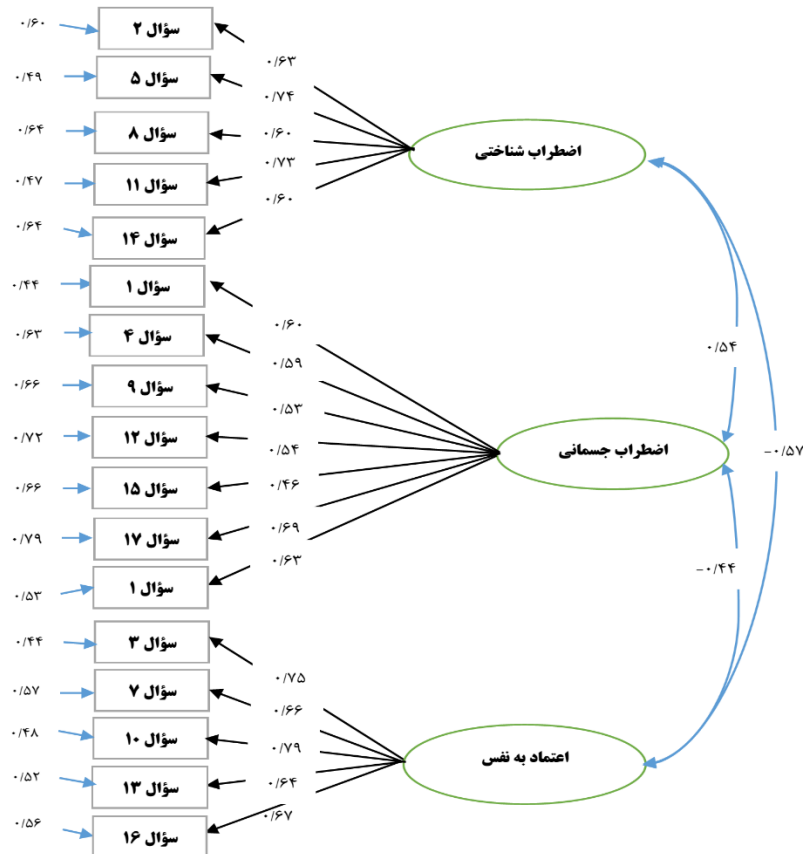 ۰/۶۰
سؤال ۲
۰/۶۳
۰/۴۹
سؤال ۵
۰/۷۴
۰/۶۴
سؤال ۸
۰/۶۰
اضطراب شناختی
۰/۴۷
سؤال ۱۱
۰/۷۳
۰/۶۴
سؤال ۱۴
۰/۶۰
۰/۴۴
سؤال ۱
۰/۶۰
۰/۶۳
سؤال ۴
۰/۵۹
۰/۵۴
۰/۶۶
سؤال ۹
۰/۵۳
۰/۷۲
سؤال ۱۲
۰/۵۴
اضطراب جسمانی
-۰/۵۷
۰/۶۶
سؤال ۱۵
۰/۴۶
۰/۷۹
سؤال ۱۷
۰/۶۹
۰/۵۳
سؤال ۱
۰/۶۳
-۰/۴۴
۰/۴۴
سؤال ۳
۰/۷۵
۰/۵۷
سؤال ۷
۰/۶۶
۰/۴۸
سؤال ۱۰
۰/۷۹
اعتماد به نفس
۰/۵۲
سؤال ۱۳
۰/۶۴
۰/۵۶
سؤال ۱۶
۰/۶۷